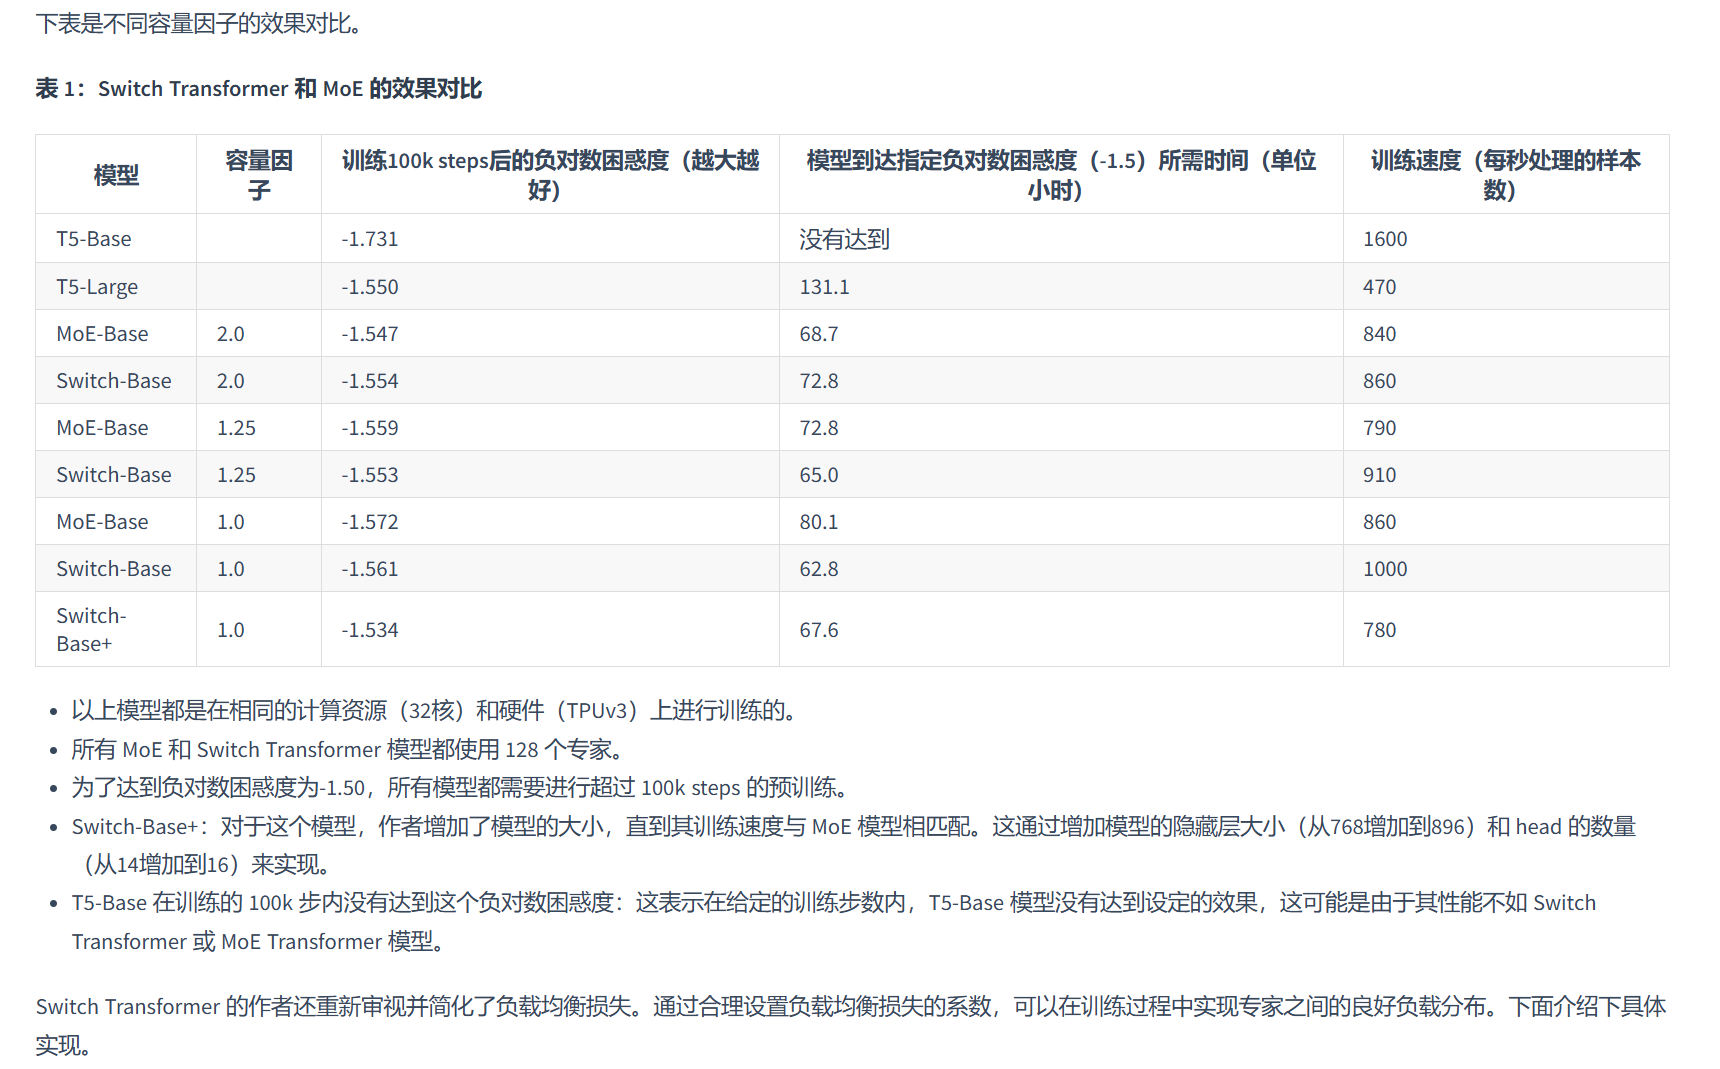 下表是不同容量因子的效果对比。
表 1：Switch Transformer 和 MoE 的效果对比
模型 容量因子 训练100k steps后的负对数困惑度（越大越好） 模型到达指定负对数困惑度（-1.5）所需时间（单位小时） 训练速度（每秒处理的样本数）
T5-Base -1.731 没有达到 1600
T5-Large -1.550 131.1 470
MoE-Base 2.0 -1.547 68.7 840
Switch-Base 2.0 -1.554 72.8 860
MoE-Base 1.25 -1.559 72.8 790
Switch-Base 1.25 -1.553 65.0 910
MoE-Base 1.0 -1.572 80.1 860
Switch-Base 1.0 -1.561 62.8 1000
Switch-Base+ 1.0 -1.534 67.6 780
• 以上模型都是在相同的计算资源（32核）和硬件（TPUv3）上进行训练的。
• 所有 MoE 和 Switch Transformer 模型都使用 128 个专家。
• 为了达到负对数困惑度为-1.50，所有模型都需要进行超过 100k steps 的预训练。
• Switch-Base+：对于这个模型，作者增加了模型的大小，直到其训练速度与 MoE 模型相匹配。这通过增加模型的隐藏层大小（从768增加到896）和 head 的数量
（从14增加到16）来实现。
• T5-Base 在训练的 100k 步内没有达到这个负对数困惑度：这表示在给定的训练步数内，T5-Base 模型没有达到设定的效果，这可能是由于其性能不如 Switch
Transformer 或 MoE Transformer 模型。
Switch Transformer 的作者还重新审视并简化了负载均衡损失。通过合理设置负载均衡损失的系数，可以在训练过程中实现专家之间的良好负载分布。下面介绍下具体
实现。